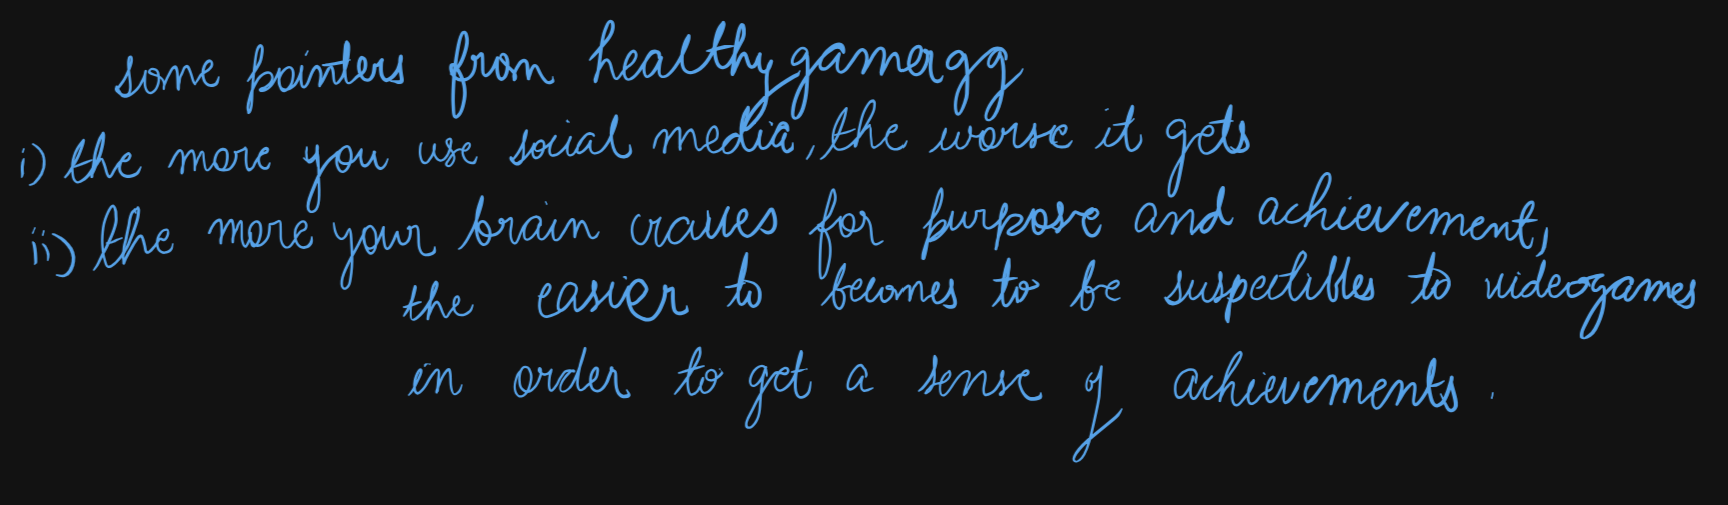 some pointers from healthygamergg
i) the more you use social media, the worse it gets
ii) the more your brain craves for purpose and achievement,
the easier to becomes to be suspectibles to videogames
in order to get a sense of achievements.